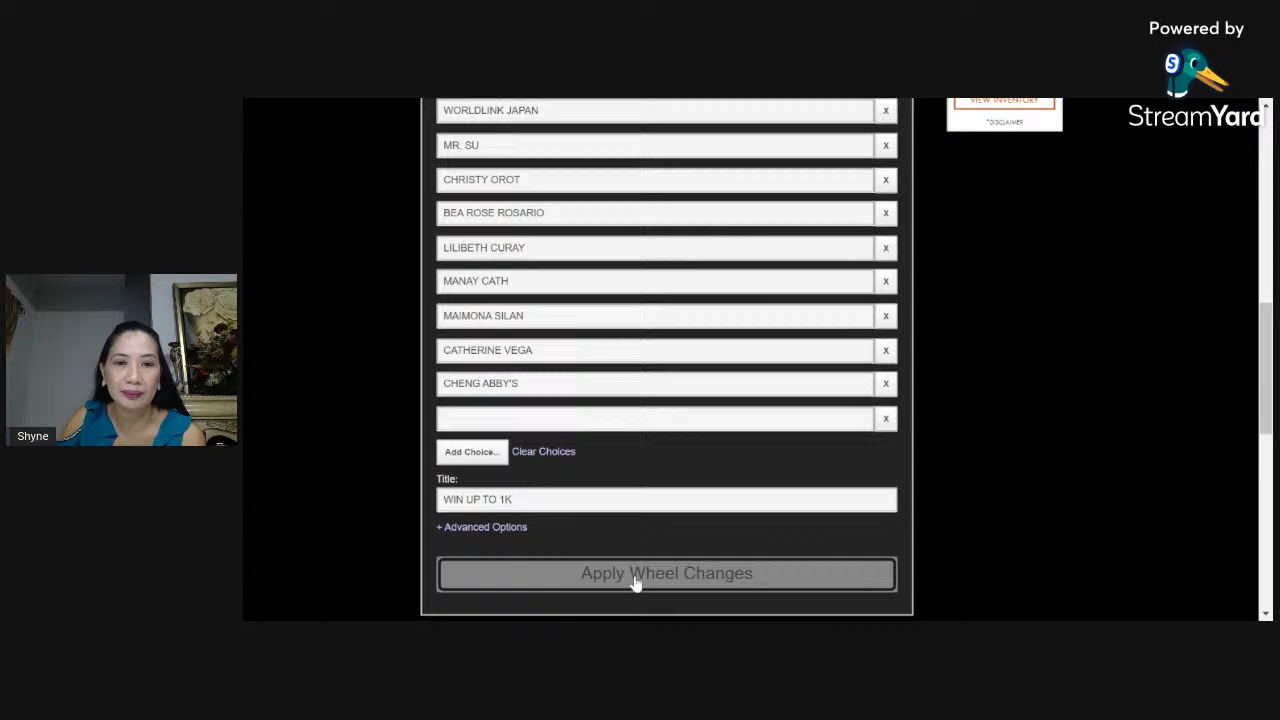 Powered by
StreamYard
VIEW INVENTORY
*DISCLAIMER
WORLDLINK JAPAN X
MR. SU X
CHRISTY OROT X
BEA ROSE ROSARIO X
LILIBETH CURAY X
MANAY CATH X
MAIMONA SILAN X
CATHERINE VEGA X
CHENG ABBY'S X
X
Add Choice... Clear Choices
Title:
WIN UP TO 1K
+ Advanced Options
Apply Wheel Changes
Shyne